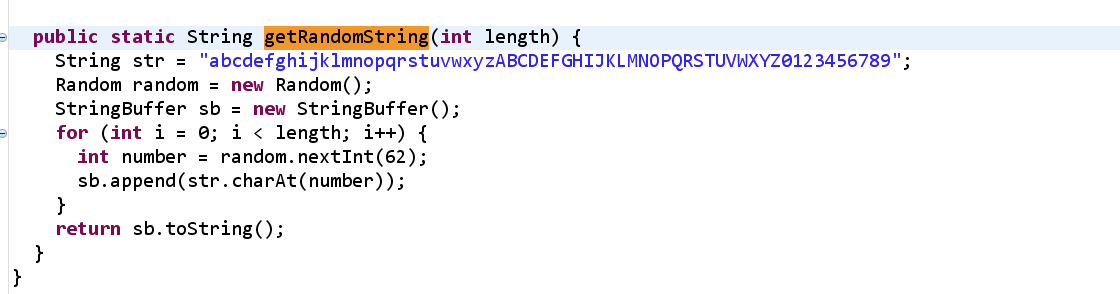 public static String getRandomString(int length) {
String str = "abcdefghijklmnopqrstuvwxyzABCDEFGHIJKLMNOPQRSTUVWXYZ0123456789";
Random random = new Random();
StringBuffer sb = new StringBuffer();
for (int i = 0; i < length; i++) {
int number = random.nextInt(62);
sb.append(str.charAt(number));
}
return sb.toString();
}
}